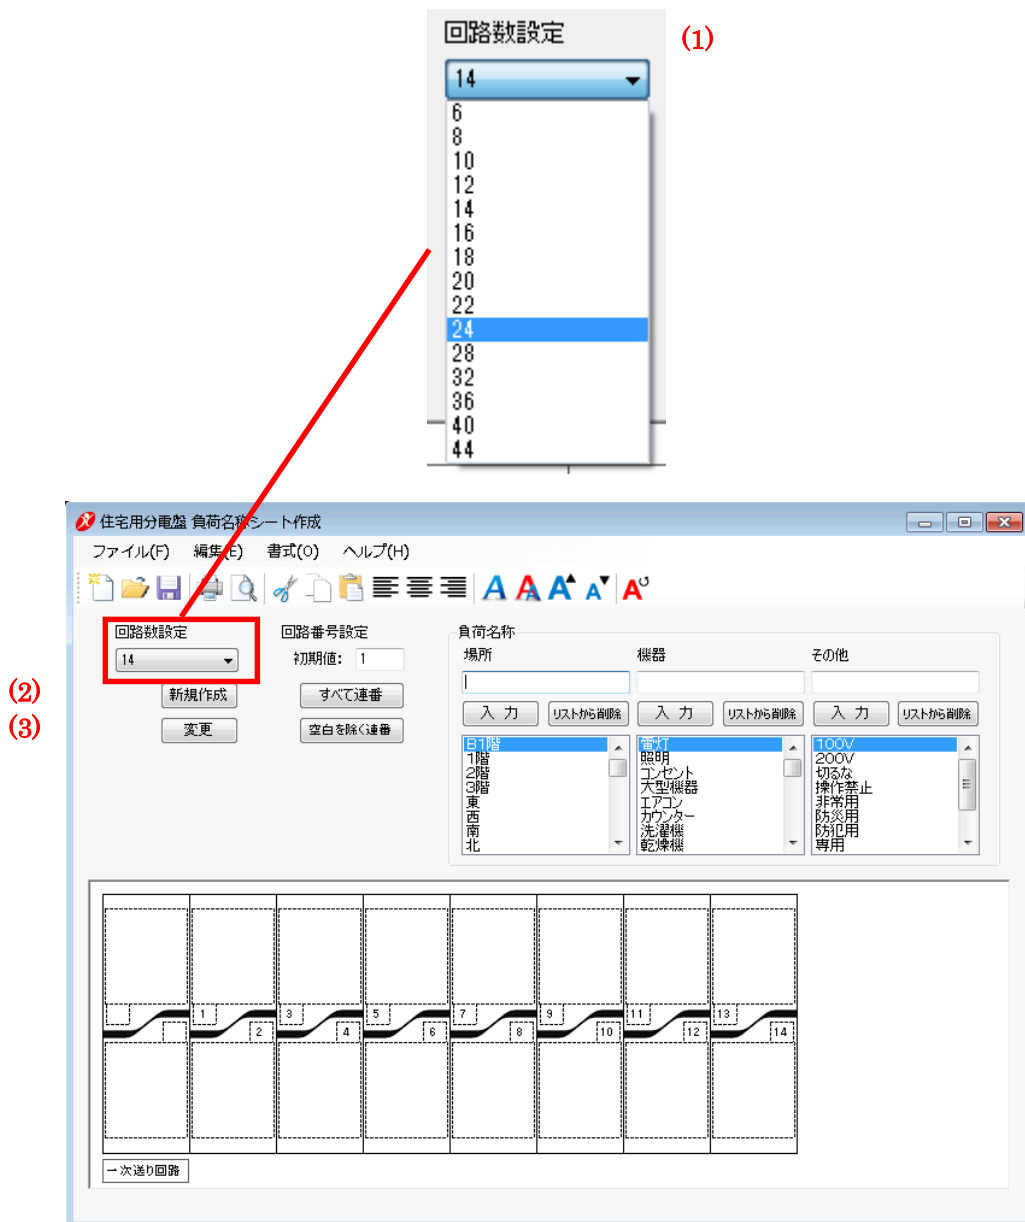 回路数設定
(1)
14
6
8
10
12
14
16
18
20
22
24
28
32
36
40
44
住宅用分電盤 負荷名称シート作成
ファイル(F) 編集(E) 書式(O) ヘルプ(H)
回路数設定
14
(2) 新規作成
(3) 変更
回路番号設定
初期値: 1
すべて連番
空白を除く連番
負荷名称
場所
入 力 リストから削除
B1階
1階
2階
3階
東
西
南
北
機器
入 力 リストから削除
電灯
照明
コンセント
大型機器
エアコン
カウンター
洗濯機
乾燥機
その他
入 力 リストから削除
100V
200V
切るな
操作禁止
非常用
防災用
防犯用
専用
1 3 5 7 9 11 13
2 4 6 8 10 12 14
一次送り回路